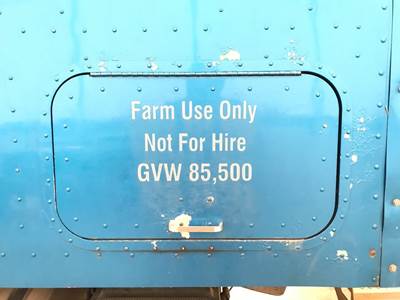 Farm Use Only
Not For Hire
GVW 85,500